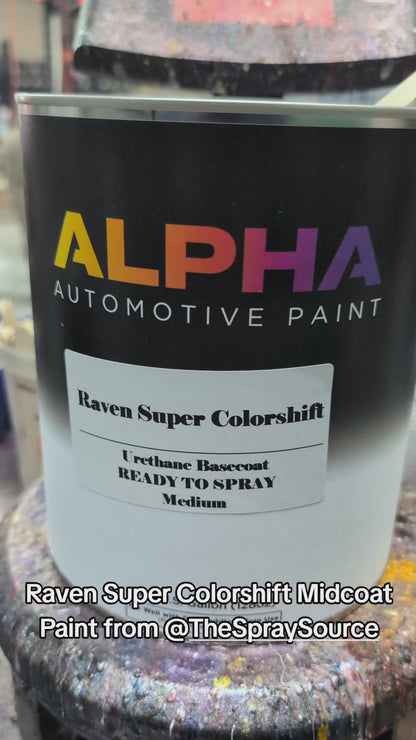 ALPHA
AUTOMOTIVE PAINT
Raven Super Colorshift
Urethane Basecoat
READY TO SPRAY
Medium
Raven Super Colorshift Midcoat
Paint from @TheSpraySource